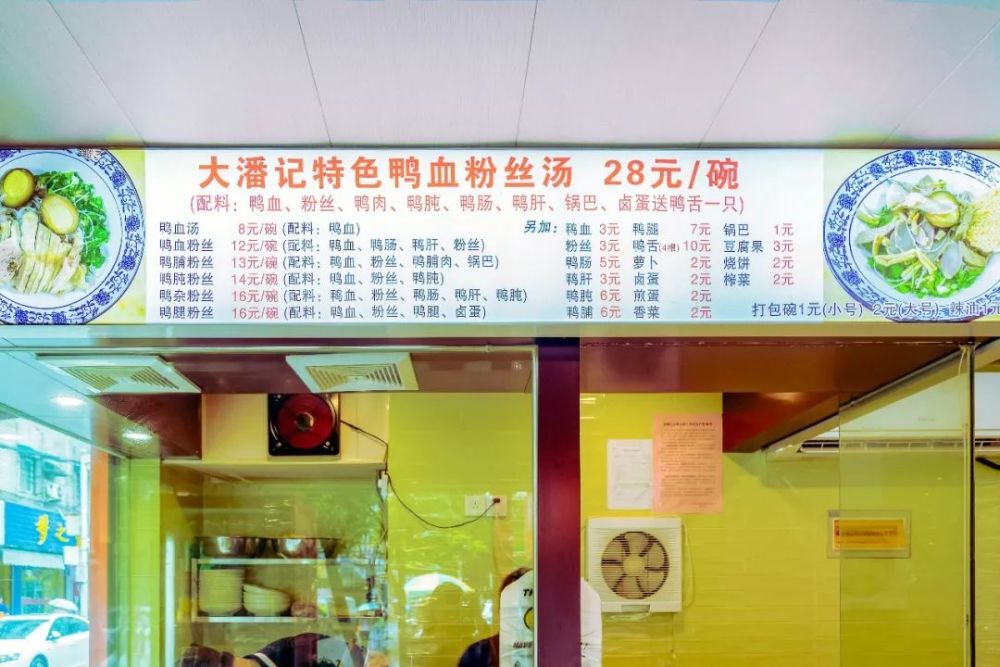 大潘记特色鸭血粉丝汤 28元/碗
(配料：鸭血、粉丝、鸭肉、鸭肫、鸭肠、鸭肝、锅巴、卤蛋送鸭舌一只)
鸭血汤 8元/碗 (配料：鸭血)
鸭血粉丝 12元/碗 (配料：鸭血、鸭肠、鸭肝、粉丝)
鸭脯粉丝 13元/碗 (配料：鸭血、粉丝、鸭脯肉、锅巴)
鸭肫粉丝 14元/碗 (配料：鸭血、粉丝、鸭肫)
鸭杂粉丝 16元/碗 (配料：鸭血、粉丝、鸭肠、鸭肝、鸭肫)
鸭腿粉丝 16元/碗 (配料：鸭血、粉丝、鸭腿、卤蛋)
另加：鸭血 3元 鸭腿 7元 锅巴 1元
粉丝 3元 鸭舌(4根) 10元 豆腐果 3元
鸭肠 5元 萝卜 2元 烧饼 2元
鸭肝 3元 卤蛋 2元 榨菜 2元
鸭肫 6元 煎蛋 2元
鸭脯 6元 香菜 2元
打包碗1元(小号) 2元(大号) 辣油1元